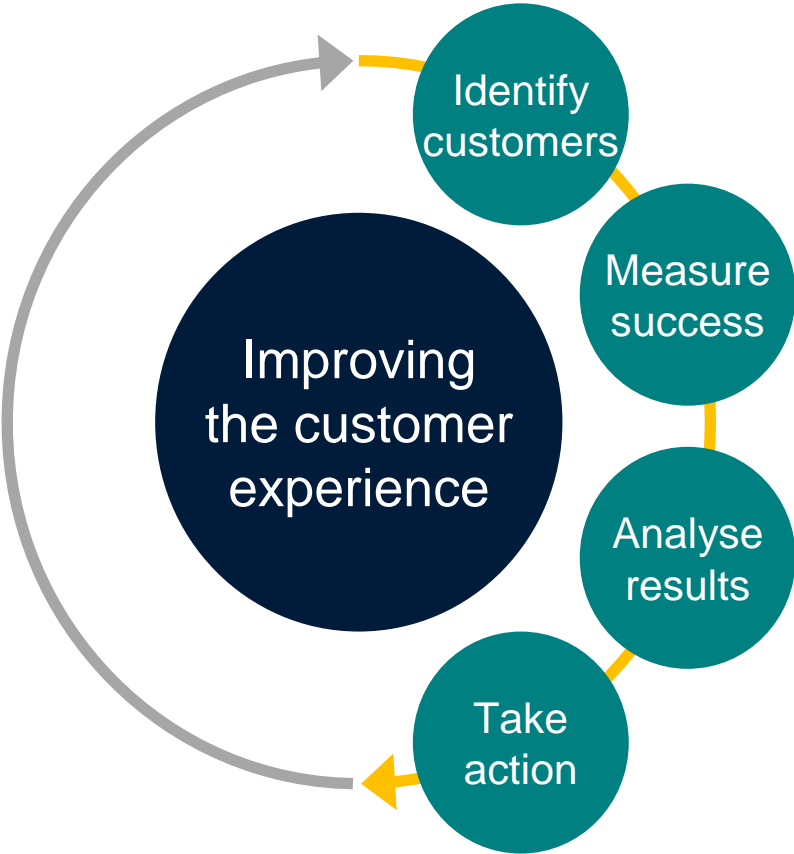 Identify
customers
Measure
success
Improving
the customer
experience
Analyse
results
Take
action